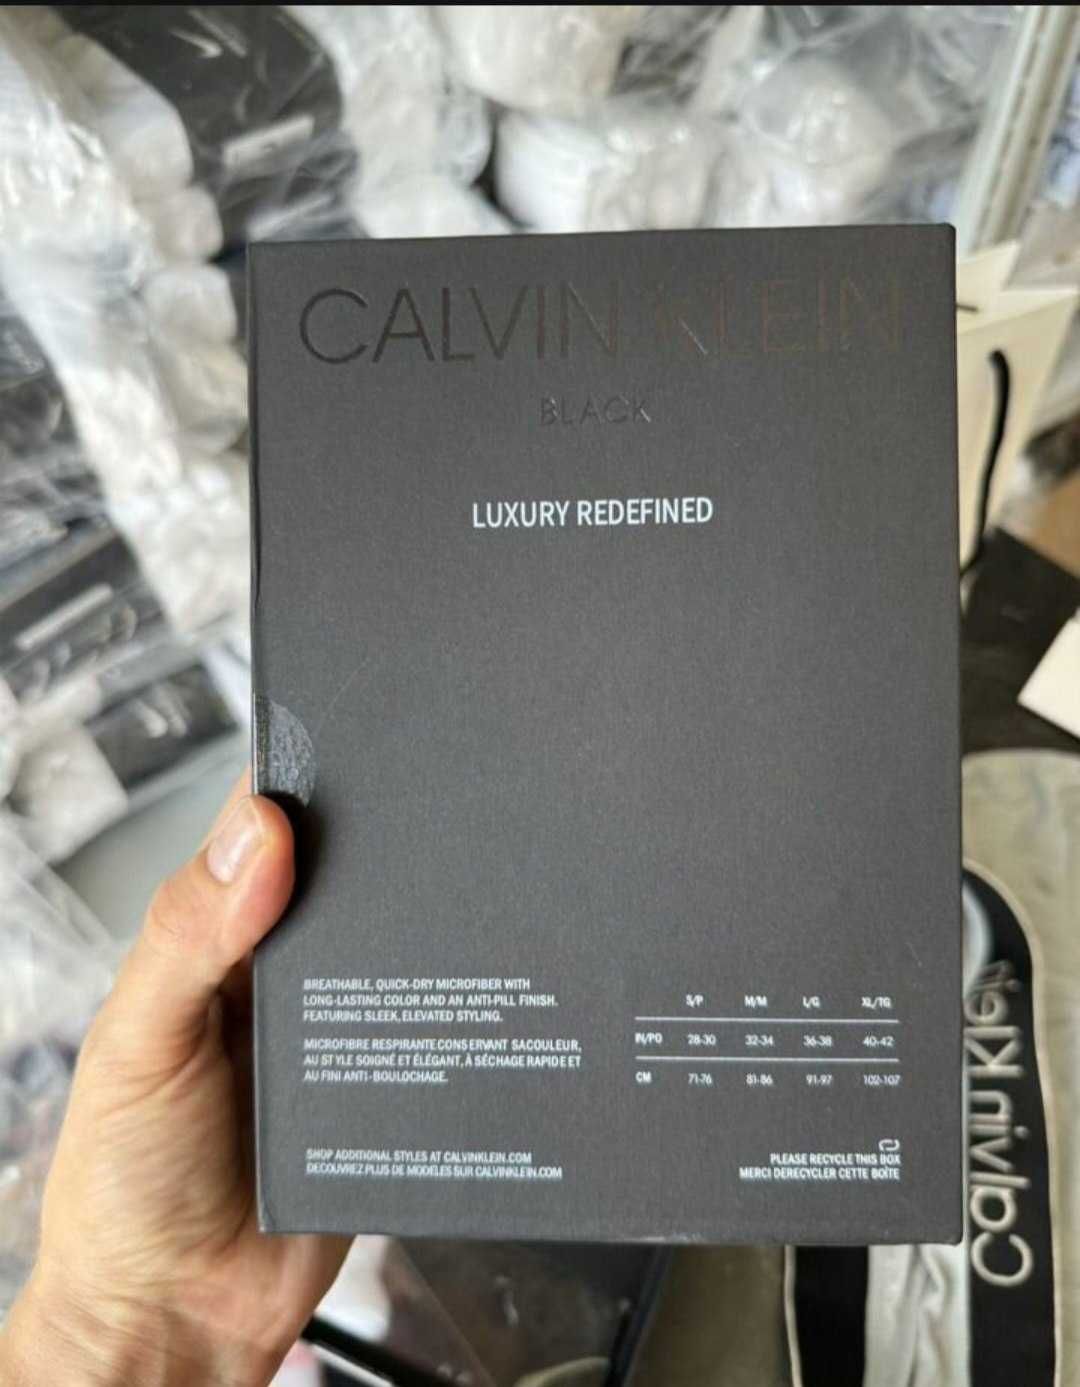 CALVIN KLEIN
BLACK
LUXURY REDEFINED
BREATHABLE, QUICK-DRY MICROFIBER WITH
LONG-LASTING COLOR AND AN ANTI-PILL FINISH.
FEATURING SLEEK, ELEVATED STYLING.
MICROFIBRE RESPIRANTE CONSERVANT SA COULEUR,
AU STYLE SOIGNÉ ET ÉLÉGANT, À SÉCHAGE RAPIDE ET
AU FINI ANTI-BOULOCHAGE.
S/P M/M L/G XL/TG
IN/PO 28-30 32-34 36-38 40-42
CM 71-76 81-86 91-97 102-107
SHOP ADDITIONAL STYLES AT CALVINKLEIN.COM
DECOUVREZ PLUS DE MODELES SUR CALVINKLEIN.COM
PLEASE RECYCLE THIS BOX
MERCI DE RECYCLER CETTE BOÎTE
Calvin Klein